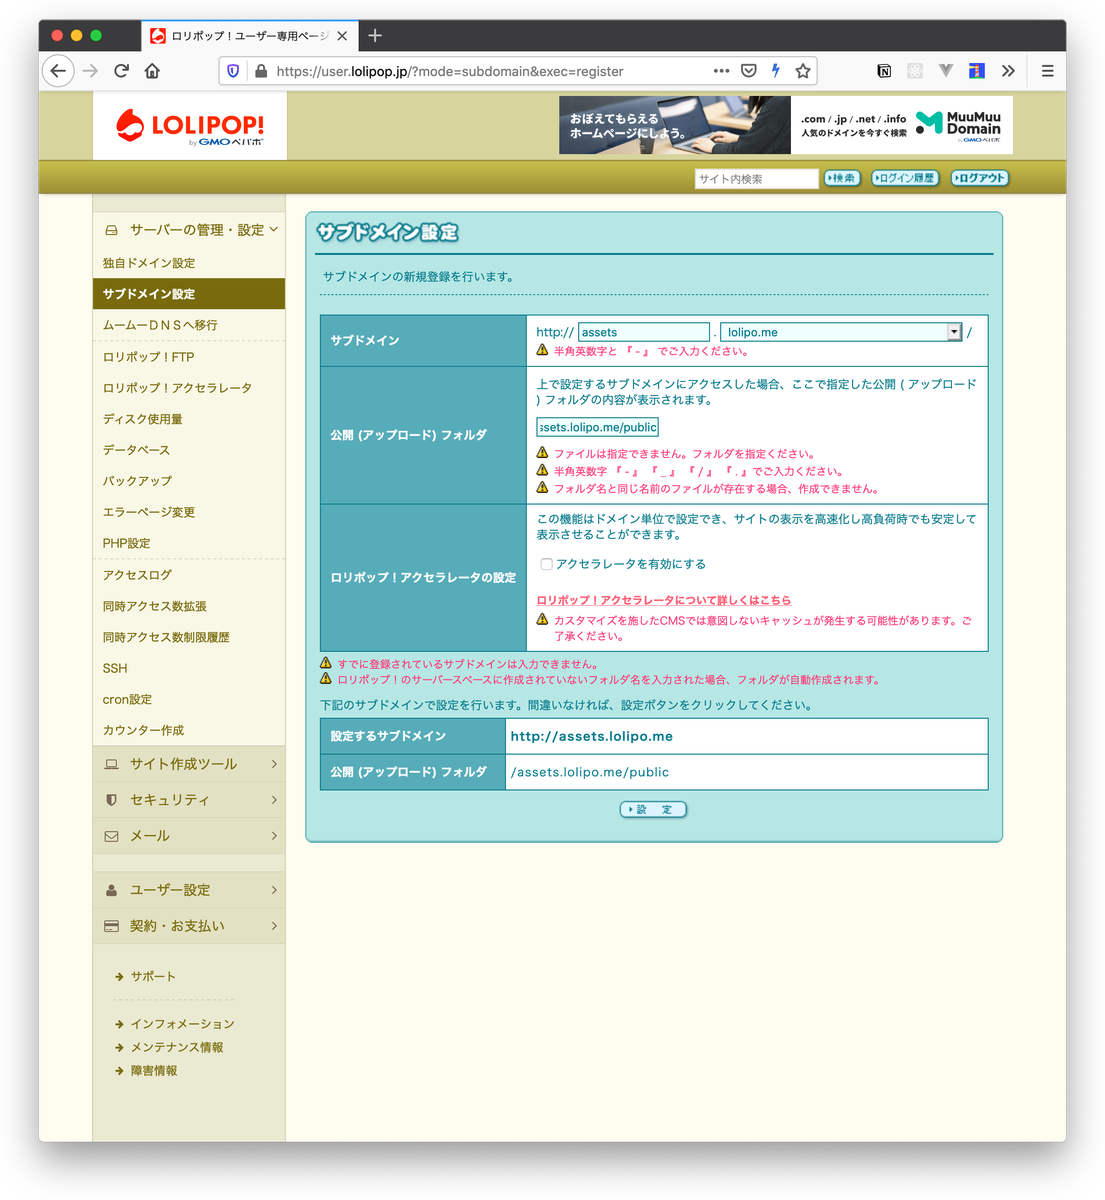 ロリポップ！ユーザー専用ページ
https://user.lolipop.jp/?mode=subdomain&exec=register
LOLIPOP!
by GMOペパボ
おぼえてもらえる
ホームページにしよう。
.com / .jp / .net / .info
人気のドメインを今すぐ検索
MuuMuu
Domain
by GMOペパボ
サイト内検索
検索
ログイン履歴
ログアウト
サーバーの管理・設定
独自ドメイン設定
サブドメイン設定
ムームーＤＮＳへ移行
ロリポップ！FTP
ロリポップ！アクセラレータ
ディスク使用量
データベース
バックアップ
エラーページ変更
PHP設定
アクセスログ
同時アクセス数拡張
同時アクセス数制限履歴
SSH
cron設定
カウンター作成
サイト作成ツール
セキュリティ
メール
ユーザー設定
契約・お支払い
サポート
インフォメーション
メンテナンス情報
障害情報
サブドメイン設定
サブドメインの新規登録を行います。
サブドメイン
http:// assets . lolipo.me /
半角英数字と 『 - 』 でご入力ください。
公開 (アップロード) フォルダ
上で設定するサブドメインにアクセスした場合、ここで指定した公開 ( アップロード
) フォルダの内容が表示されます。
ssets.lolipo.me/public
ファイルは指定できません。フォルダを指定ください。
半角英数字 『 - 』 『 _ 』 『 / 』 『 . 』でご入力ください。
フォルダ名と同じ名前のファイルが存在する場合、作成できません。
ロリポップ！アクセラレータの設定
この機能はドメイン単位で設定でき、サイトの表示を高速化し高負荷時でも安定して
表示させることができます。
アクセラレータを有効にする
ロリポップ！アクセラレータについて詳しくはこちら
カスタマイズを施したCMSでは意図しないキャッシュが発生する可能性があります。ご
了承ください。
すでに登録されているサブドメインは入力できません。
ロリポップ！のサーバースペースに作成されていないフォルダ名を入力された場合、フォルダが自動作成されます。
下記のサブドメインで設定を行います。間違いなければ、設定ボタンをクリックしてください。
設定するサブドメイン
http://assets.lolipo.me
公開 (アップロード) フォルダ
/assets.lolipo.me/public
設 定